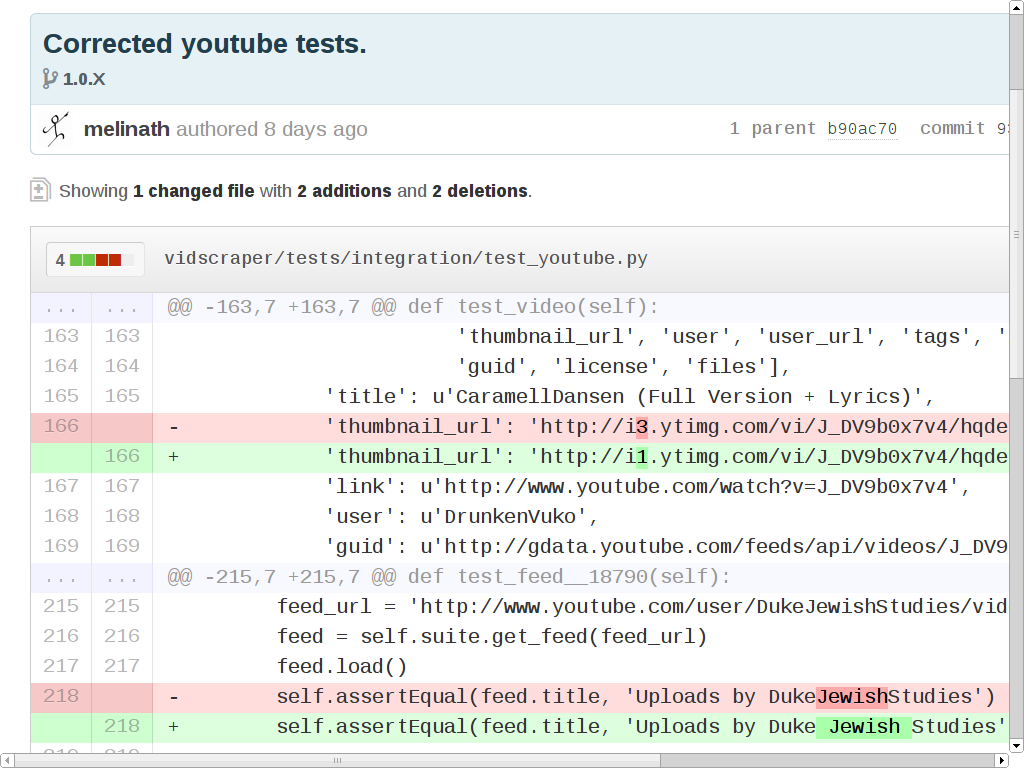 Corrected youtube tests.
1.0.X
melinath authored 8 days ago 1 parent b90ac70 commit 9
Showing 1 changed file with 2 additions and 2 deletions.
4 vidscraper/tests/integration/test_youtube.py
... ... @@ -163,7 +163,7 @@ def test_video(self):
163 163 'thumbnail_url', 'user', 'user_url', 'tags', '
164 164 'guid', 'license', 'files'],
165 165 'title': u'CaramellDansen (Full Version + Lyrics)',
166 - 'thumbnail_url': 'http://i3.ytimg.com/vi/J_DV9b0x7v4/hqde
166 + 'thumbnail_url': 'http://i1.ytimg.com/vi/J_DV9b0x7v4/hqde
167 167 'link': u'http://www.youtube.com/watch?v=J_DV9b0x7v4',
168 168 'user': u'DrunkenVuko',
169 169 'guid': u'http://gdata.youtube.com/feeds/api/videos/J_DV9
... ... @@ -215,7 +215,7 @@ def test_feed__18790(self):
215 215 feed_url = 'http://www.youtube.com/user/DukeJewishStudies/vid
216 216 feed = self.suite.get_feed(feed_url)
217 217 feed.load()
218 - self.assertEqual(feed.title, 'Uploads by DukeJewishStudies')
218 + self.assertEqual(feed.title, 'Uploads by Duke Jewish Studies'